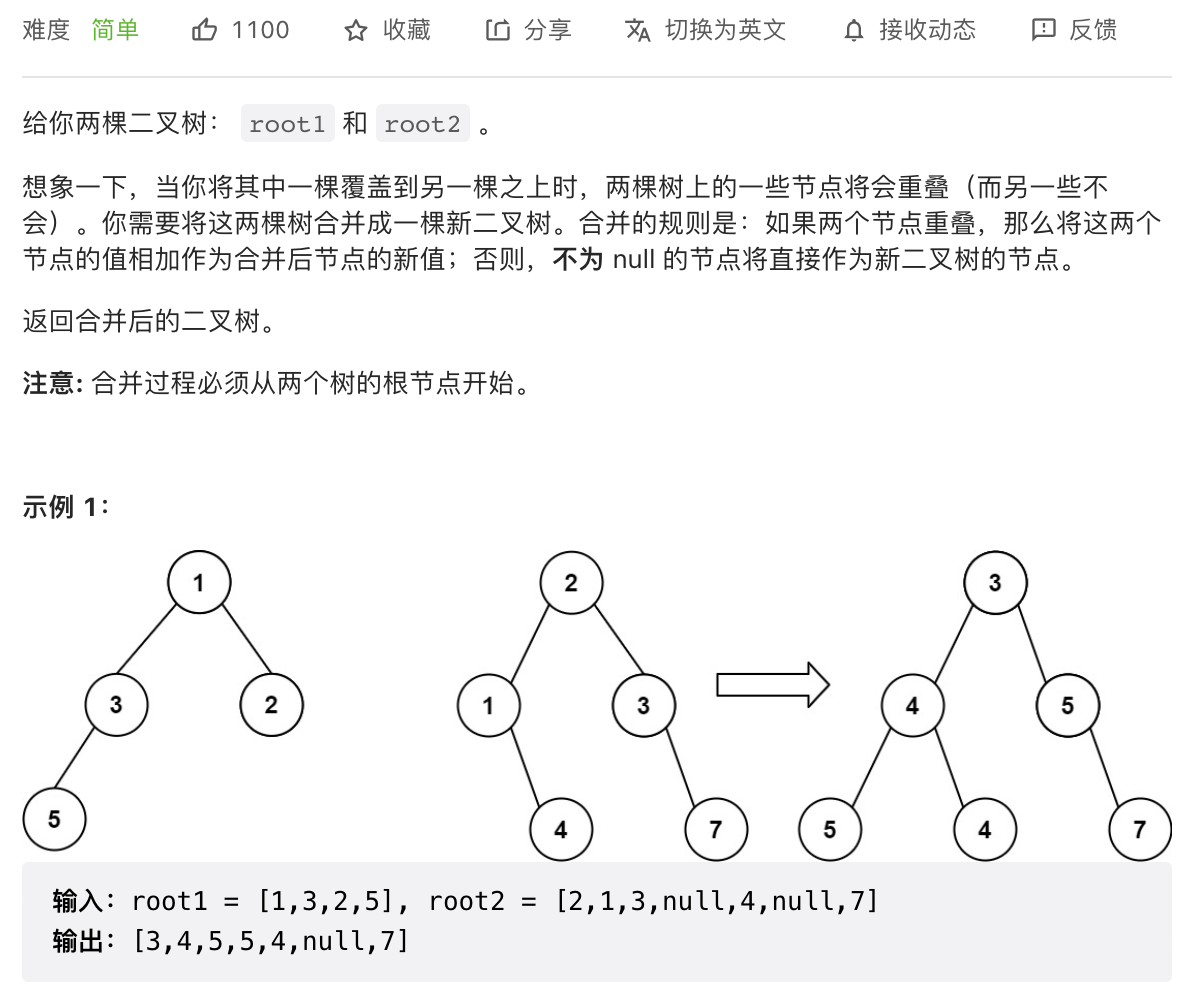 难度 简单 1100 收藏 分享 切换为英文 接收动态 反馈
给你两棵二叉树： root1 和 root2 。
想象一下，当你将其中一棵覆盖到另一棵之上时，两棵树上的一些节点将会重叠（而另一些不
会）。你需要将这两棵树合并成一棵新二叉树。合并的规则是：如果两个节点重叠，那么将这两个
节点的值相加作为合并后节点的新值；否则，不为 null 的节点将直接作为新二叉树的节点。
返回合并后的二叉树。
注意: 合并过程必须从两个树的根节点开始。
示例 1：
1 2 3
3 2 1 3 4 5
5 4 7 5 4 7
输入：root1 = [1,3,2,5], root2 = [2,1,3,null,4,null,7]
输出：[3,4,5,5,4,null,7]